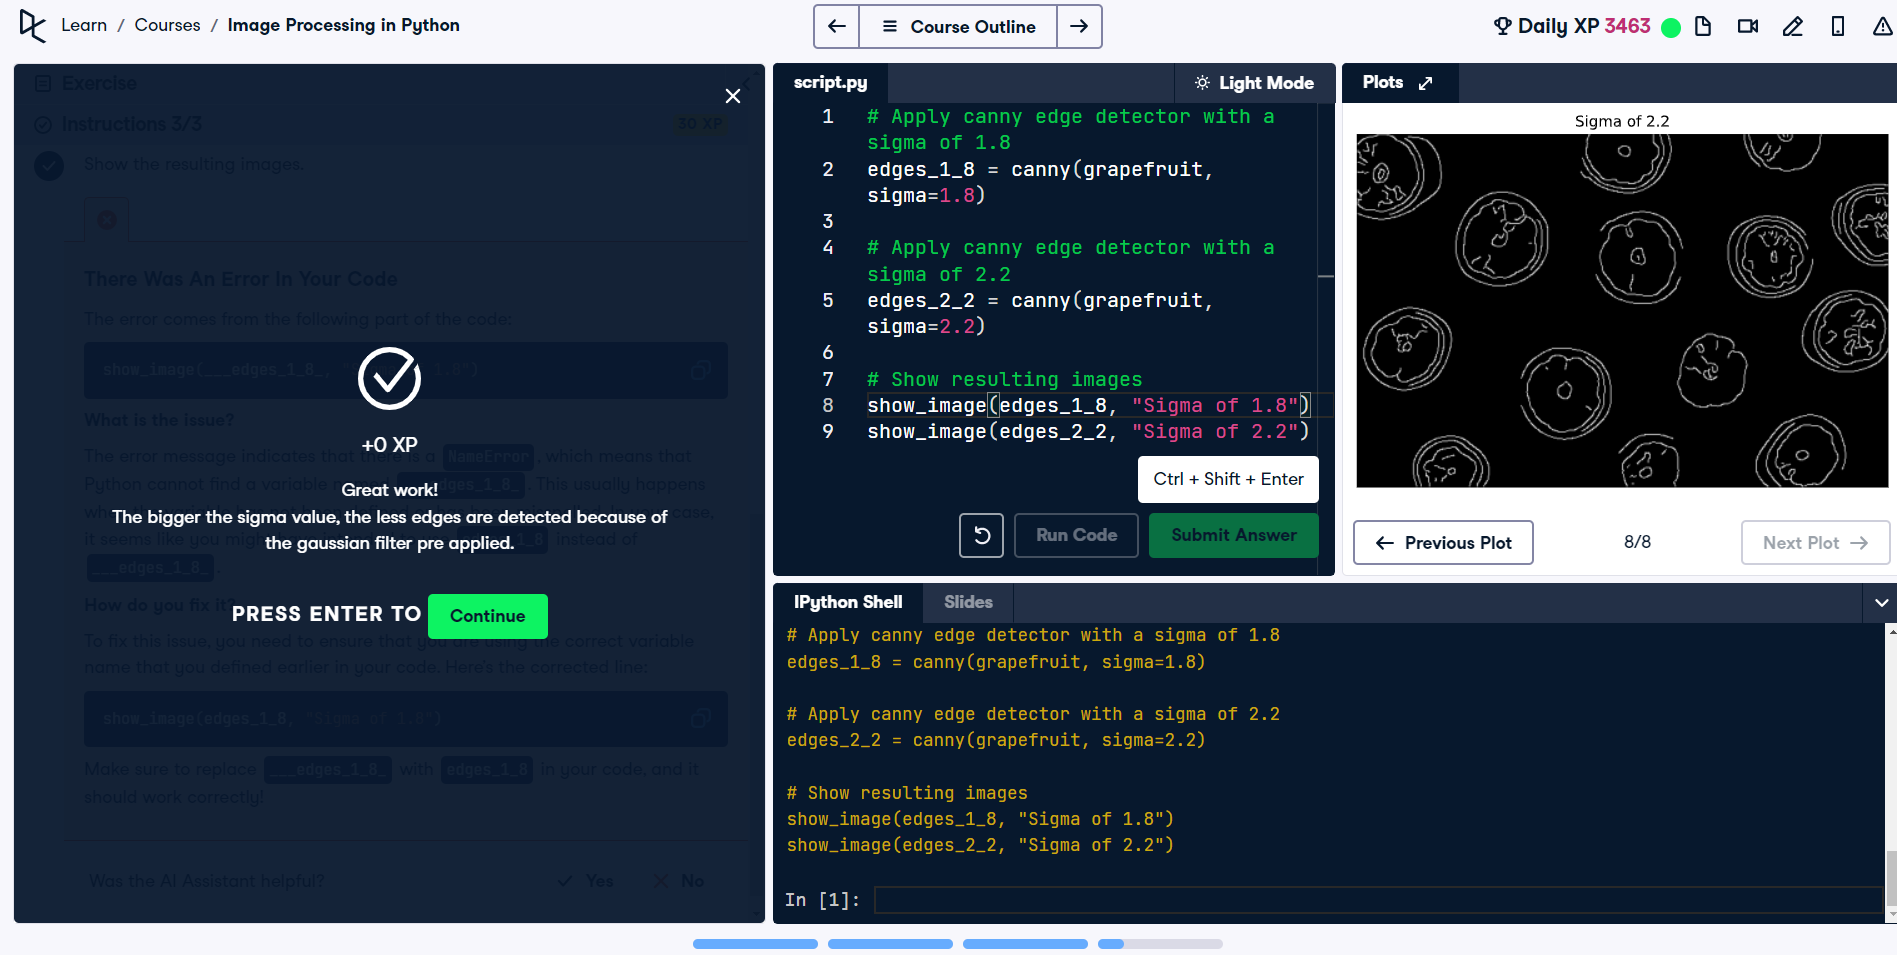 Learn / Courses / Image Processing in Python
Course Outline
Daily XP 3463
Exercise
Instructions 3/3
30 XP
Show the resulting images.
There Was An Error In Your Code
The error comes from the following part of the code:
show_image(___edges_1_8_, "Sigma of 1.8")
What is the issue?
The error message indicates that there is a NameError, which means that
Python cannot find a variable named ___edges_1_8_. This usually happens
it seems like you
instead of
___edges_1_8_.
How do you fix it?
To fix this issue, you need to ensure that you are using the correct variable
name that you defined earlier in your code. Here's the corrected line:
show_image(edges_1_8, "Sigma of 1.8")
Make sure to replace ___edges_1_8_ with edges_1_8 in your code, and it
should work correctly!
Was the AI Assistant helpful?
Yes
No
+0 XP
Great work!
The bigger the sigma value, the less edges are detected because of
the gaussian filter pre applied.
PRESS ENTER TO
Continue
script.py
Light Mode
1 # Apply canny edge detector with a
sigma of 1.8
2 edges_1_8 = canny(grapefruit,
sigma=1.8)
3
4 # Apply canny edge detector with a
sigma of 2.2
5 edges_2_2 = canny(grapefruit,
sigma=2.2)
6
7 # Show resulting images
8 show_image(edges_1_8, "Sigma of 1.8")
9 show_image(edges_2_2, "Sigma of 2.2")
Ctrl + Shift + Enter
Run Code
Submit Answer
Plots
Sigma of 2.2
Previous Plot
8/8
Next Plot
IPython Shell
Slides
# Apply canny edge detector with a sigma of 1.8
edges_1_8 = canny(grapefruit, sigma=1.8)
# Apply canny edge detector with a sigma of 2.2
edges_2_2 = canny(grapefruit, sigma=2.2)
# Show resulting images
show_image(edges_1_8, "Sigma of 1.8")
show_image(edges_2_2, "Sigma of 2.2")
In [1]: